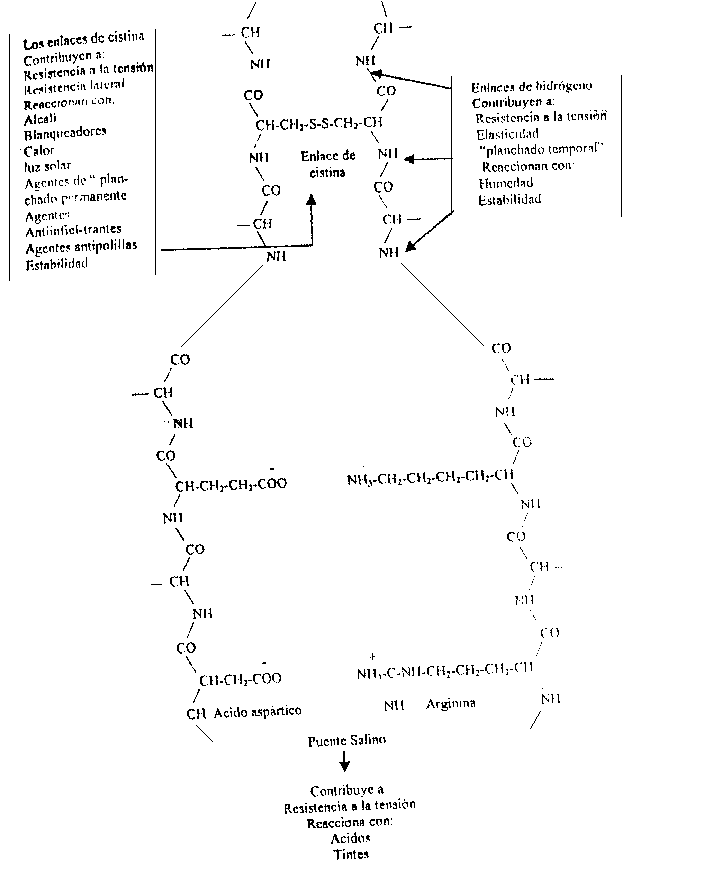 Los enlaces de cistina
Contribuyen a:
Resistencia a la tensión
Resistencia lateral
Reaccionan con:
Alcali
Blanqueadores
Calor
luz solar
Agentes de " plan-
chado permanente
Agentes
Antiinfiel-trantes
Agentes antipolillas
Estabilidad
— CH
NH
CO
CH-CH₂-S-S-CH₂-CH
NH
CO
— CH
NH
CH —
NH
CO
NH
CO
CH —
NH
Enlace de
cistina
Enlaces de hidrógeno
Contribuyen a:
Resistencia a la tensión
Elasticidad
"planchado temporal"
Reaccionan con:
Humedad
Estabilidad
CO
— CH
NH
CO
CH-CH₂-CH₂-COO⁻
NH
CO
— CH
NH
CO
CH-CH₂-COO⁻
CH Acido aspártico
CO
CH —
NH
CO
NH₃-CH₂-CH₂-CH₂-CH₂-CH
NH
CO
CH –
NH
CO
+
NH₂-C-NH-CH₂-CH₂-CH₂-CH
NH Arginina
NH
Puente Salino
Contribuye a
Resistencia a la tensión
Reacciona con:
Acidos
Tintes